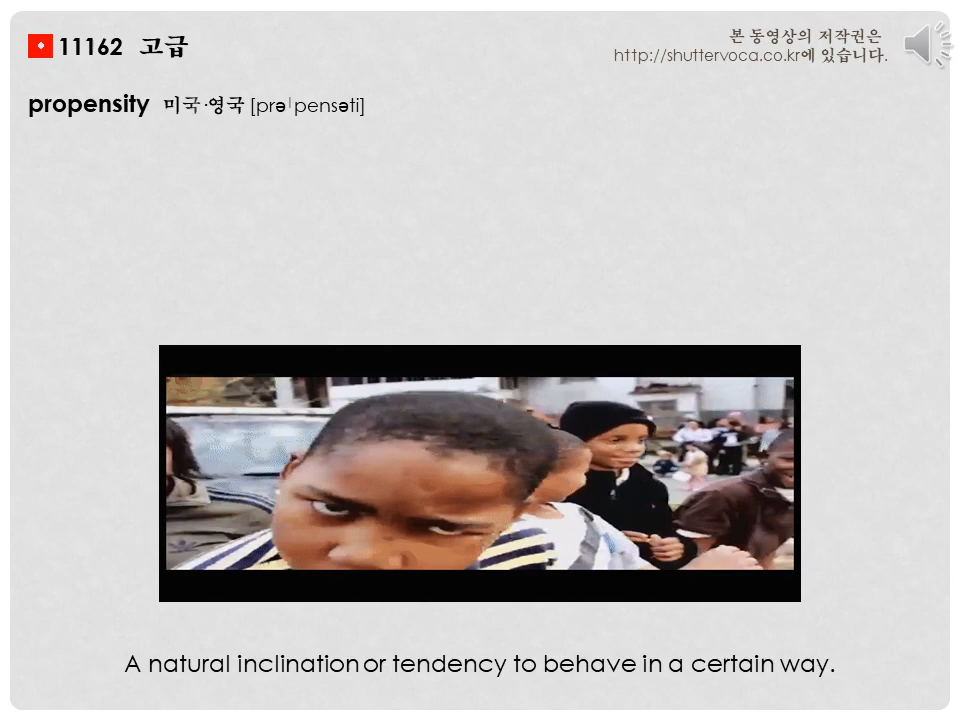 11162 고급
본 동영상의 저작권은
http://shuttervoca.co.kr에 있습니다.
propensity 미국·영국 [prəˈpensəti]
A natural inclination or tendency to behave in a certain way.